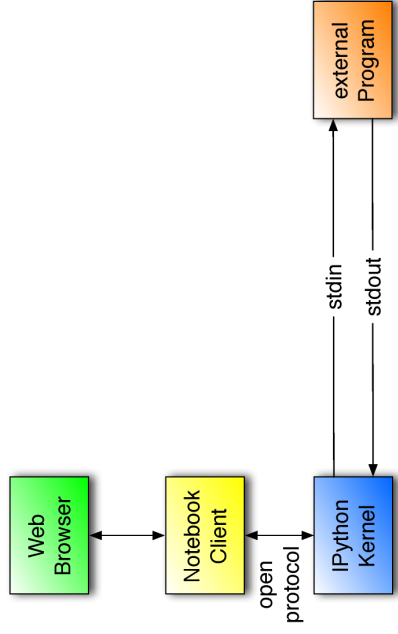 Web
Browser
Notebook
Client
open
protocol
IPython
Kernel
stdin
stdout
external
Program